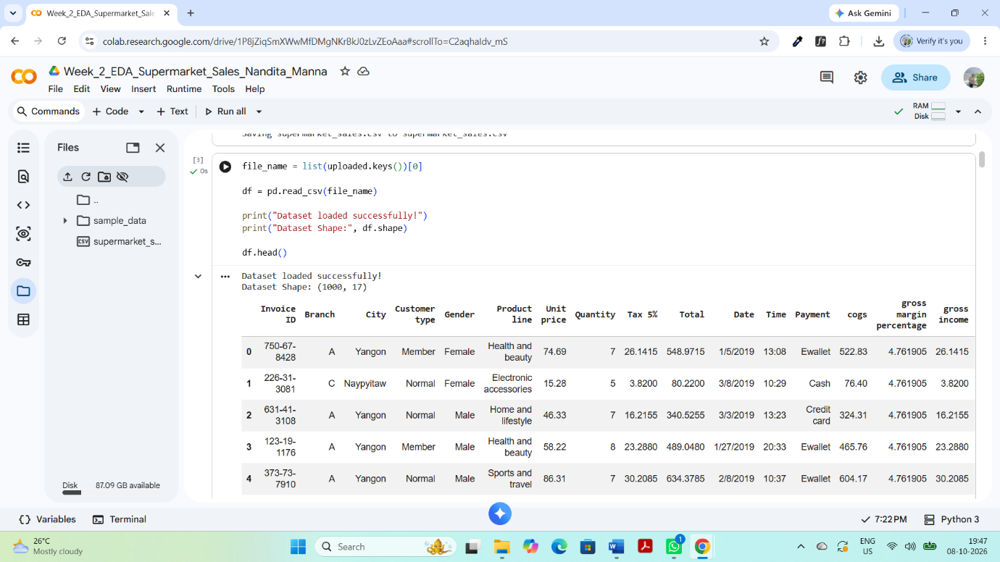 Week_2_EDA_Supermarket_Sale
Ask Gemini
colab.research.google.com/drive/1P8jZiqSmXWwMfDMgNKrBkJ0zLvZEoAaa#scrollTo=C2aqhaIdv_mS
Verify it's you
Week_2_EDA_Supermarket_Sales_Nandita_Manna
File Edit View Insert Runtime Tools Help
Share
Commands + Code + Text Run all
RAM
Disk
Files
..
sample_data
CSV supermarket_s...
Disk 87.09 GB available
Saving supermarket_sales.csv to supermarket_sales.csv
[3]
0s
file_name = list(uploaded.keys())[0]
df = pd.read_csv(file_name)
print("Dataset loaded successfully!")
print("Dataset Shape:", df.shape)
df.head()
Dataset loaded successfully!
Dataset Shape: (1000, 17)
Invoice ID Branch City Customer type Gender Product line Unit price Quantity Tax 5% Total Date Time Payment cogs gross margin percentage gross income
0 750-67-8428 A Yangon Member Female Health and beauty 74.69 7 26.1415 548.9715 1/5/2019 13:08 Ewallet 522.83 4.761905 26.1415
1 226-31-3081 C Naypyitaw Normal Female Electronic accessories 15.28 5 3.8200 80.2200 3/8/2019 10:29 Cash 76.40 4.761905 3.8200
2 631-41-3108 A Yangon Normal Male Home and lifestyle 46.33 7 16.2155 340.5255 3/3/2019 13:23 Credit card 324.31 4.761905 16.2155
3 123-19-1176 A Yangon Member Male Health and beauty 58.22 8 23.2880 489.0480 1/27/2019 20:33 Ewallet 465.76 4.761905 23.2880
4 373-73-7910 A Yangon Normal Male Sports and travel 86.31 7 30.2085 634.3785 2/8/2019 10:37 Ewallet 604.17 4.761905 30.2085
Variables Terminal
7:22 PM Python 3
26°C
Mostly cloudy
Search
1
ENG
US
19:47
08-10-2026